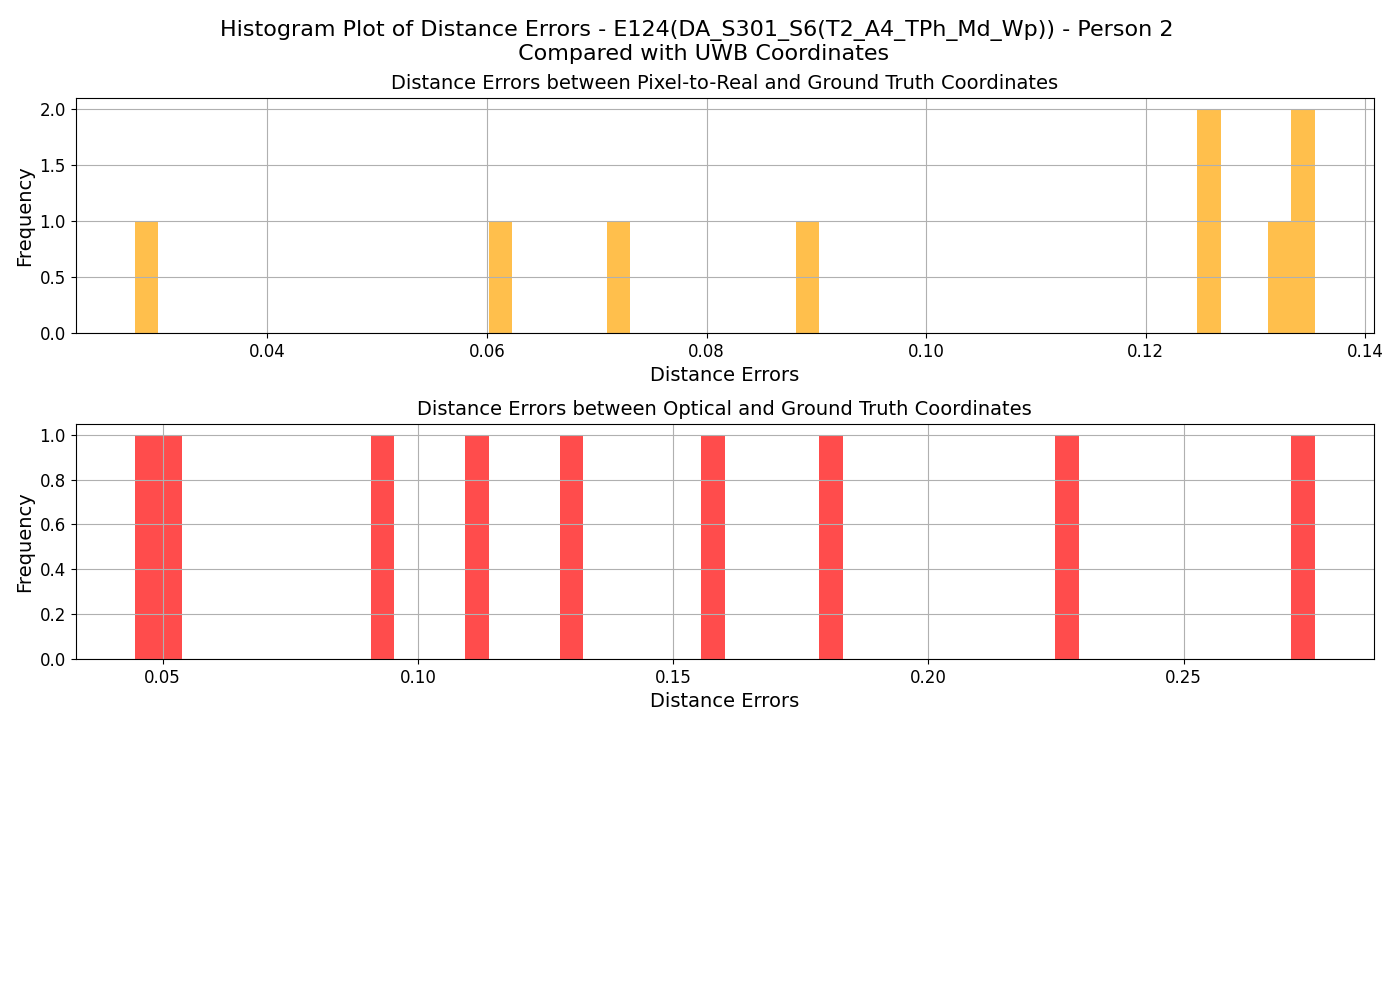 Histogram Plot of Distance Errors - E124(DA_S301_S6(T2_A4_TPh_Md_Wp)) - Person 2
Compared with UWB Coordinates
Distance Errors between Pixel-to-Real and Ground Truth Coordinates
2.0
1.5
1.0
0.5
0.0
Frequency
0.04 0.06 0.08 0.10 0.12 0.14
Distance Errors
Distance Errors between Optical and Ground Truth Coordinates
1.0
0.8
0.6
0.4
0.2
0.0
Frequency
0.05 0.10 0.15 0.20 0.25
Distance Errors